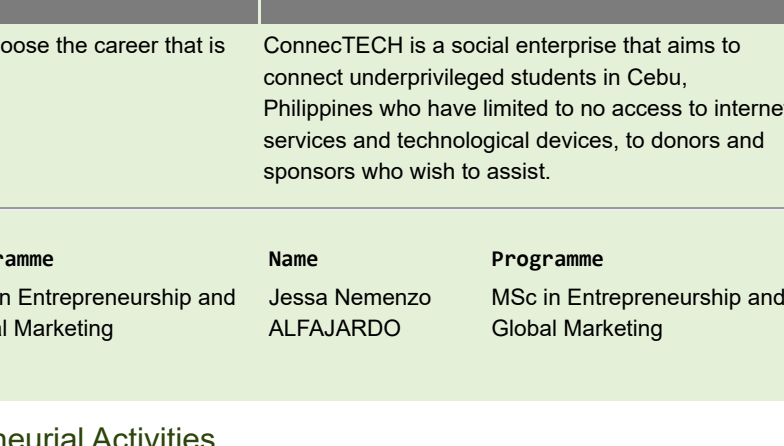 oose the career that is
ConnecTECH is a social enterprise that aims to
connect underprivileged students in Cebu,
Philippines who have limited to no access to interne
services and technological devices, to donors and
sponsors who wish to assist.
ramme
n Entrepreneurship and
l Marketing
Name
Jessa Nemenzo
ALFAJARDO
Programme
MSc in Entrepreneurship and
Global Marketing
neurial Activities